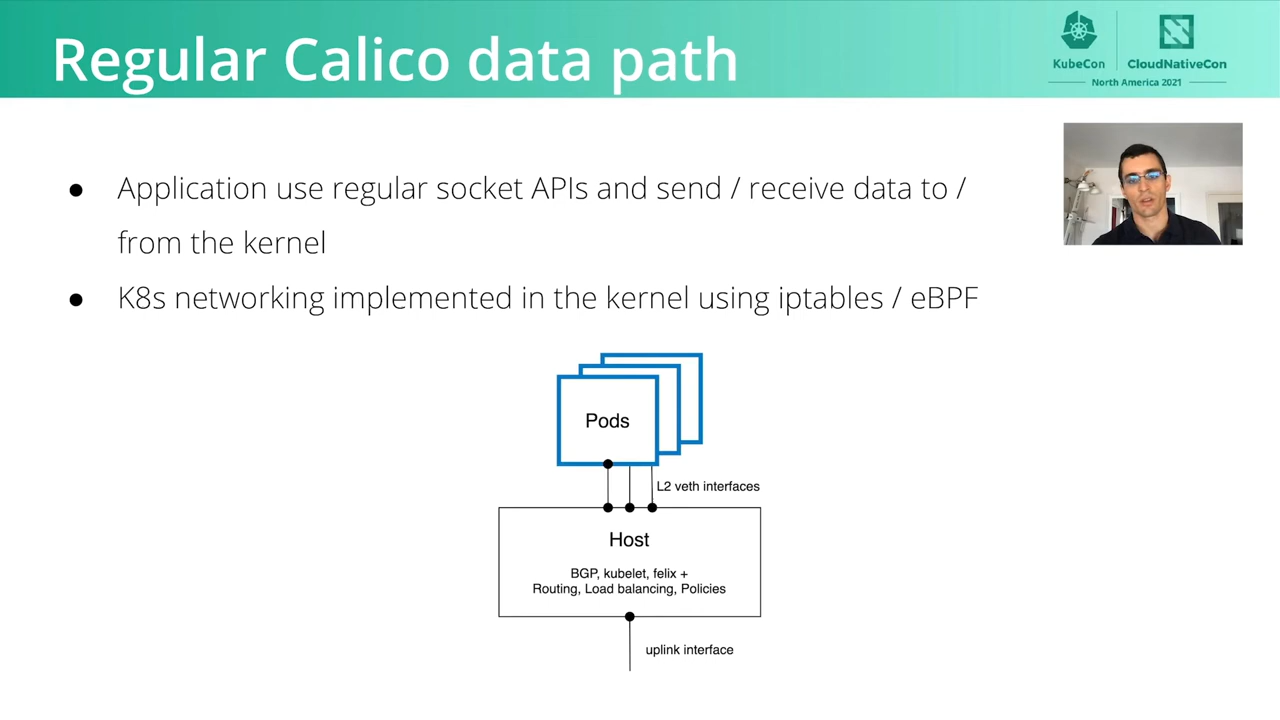 Regular Calico data path
KubeCon
CloudNativeCon
North America 2021
● Application use regular socket APIs and send / receive data to /
from the kernel
● K8s networking implemented in the kernel using iptables / eBPF
Pods
L2 veth interfaces
Host
BGP, kubelet, felix +
Routing, Load balancing, Policies
uplink interface